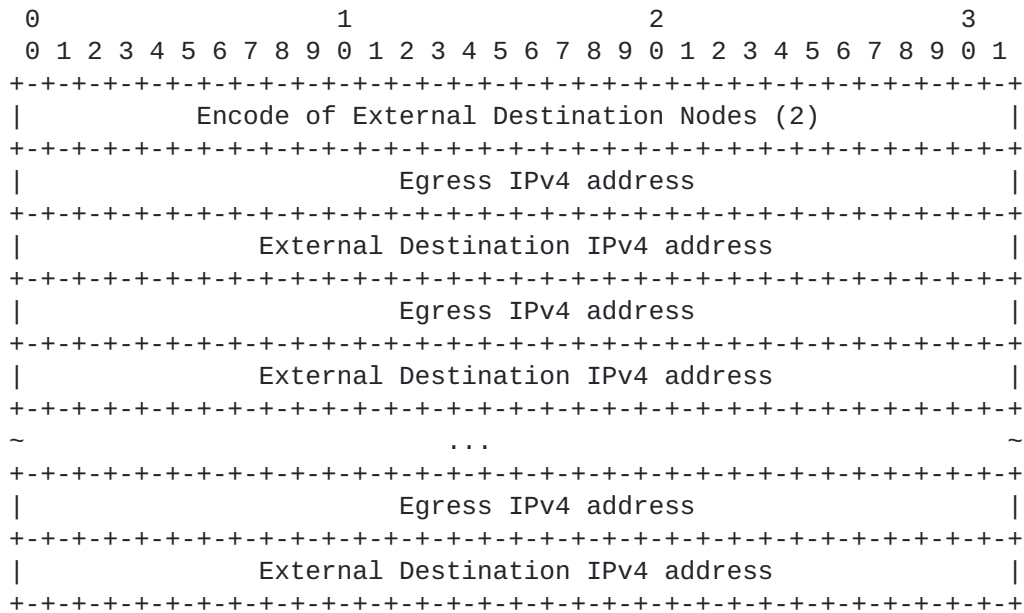 0                   1                   2                   3
 0 1 2 3 4 5 6 7 8 9 0 1 2 3 4 5 6 7 8 9 0 1 2 3 4 5 6 7 8 9 0 1
+-+-+-+-+-+-+-+-+-+-+-+-+-+-+-+-+-+-+-+-+-+-+-+-+-+-+-+-+-+-+-+-+
|           Encode of External Destination Nodes (2)            |
+-+-+-+-+-+-+-+-+-+-+-+-+-+-+-+-+-+-+-+-+-+-+-+-+-+-+-+-+-+-+-+-+
|                        Egress IPv4 address                    |
+-+-+-+-+-+-+-+-+-+-+-+-+-+-+-+-+-+-+-+-+-+-+-+-+-+-+-+-+-+-+-+-+
|               External Destination IPv4 address               |
+-+-+-+-+-+-+-+-+-+-+-+-+-+-+-+-+-+-+-+-+-+-+-+-+-+-+-+-+-+-+-+-+
|                        Egress IPv4 address                    |
+-+-+-+-+-+-+-+-+-+-+-+-+-+-+-+-+-+-+-+-+-+-+-+-+-+-+-+-+-+-+-+-+
|               External Destination IPv4 address               |
+-+-+-+-+-+-+-+-+-+-+-+-+-+-+-+-+-+-+-+-+-+-+-+-+-+-+-+-+-+-+-+-+
~                           ...                                 ~
+-+-+-+-+-+-+-+-+-+-+-+-+-+-+-+-+-+-+-+-+-+-+-+-+-+-+-+-+-+-+-+-+
|                        Egress IPv4 address                    |
+-+-+-+-+-+-+-+-+-+-+-+-+-+-+-+-+-+-+-+-+-+-+-+-+-+-+-+-+-+-+-+-+
|               External Destination IPv4 address               |
+-+-+-+-+-+-+-+-+-+-+-+-+-+-+-+-+-+-+-+-+-+-+-+-+-+-+-+-+-+-+-+-+